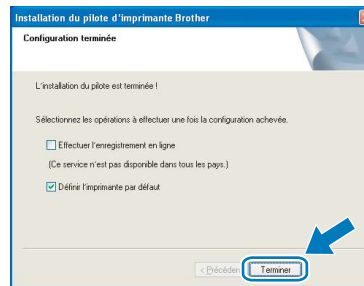 Installation du pilote d'imprimante Brother
Configuration terminée
L'installation du pilote est terminée !
Sélectionnez les opérations à effectuer une fois la configuration achevée.
Effectuer l'enregistrement en ligne
(Ce service n'est pas disponible dans tous les pays.)
Définir l'imprimante par défaut
< Précéden
Terminer